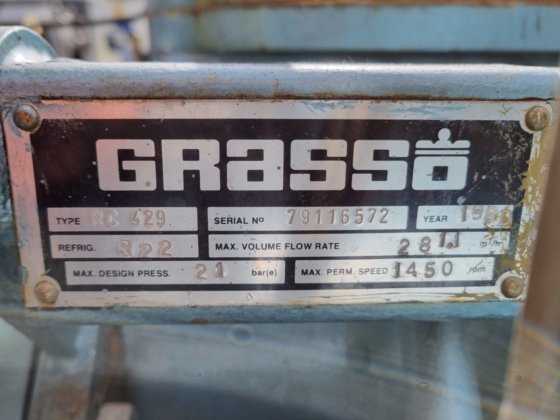 GRasso
TYPE RC 429 SERIAL Nº 79116572 YEAR
REFRIG. R22 MAX. VOLUME FLOW RATE m³/h
MAX. DESIGN PRESS. 21 bar(e) MAX. PERM. SPEED 1450 rpm